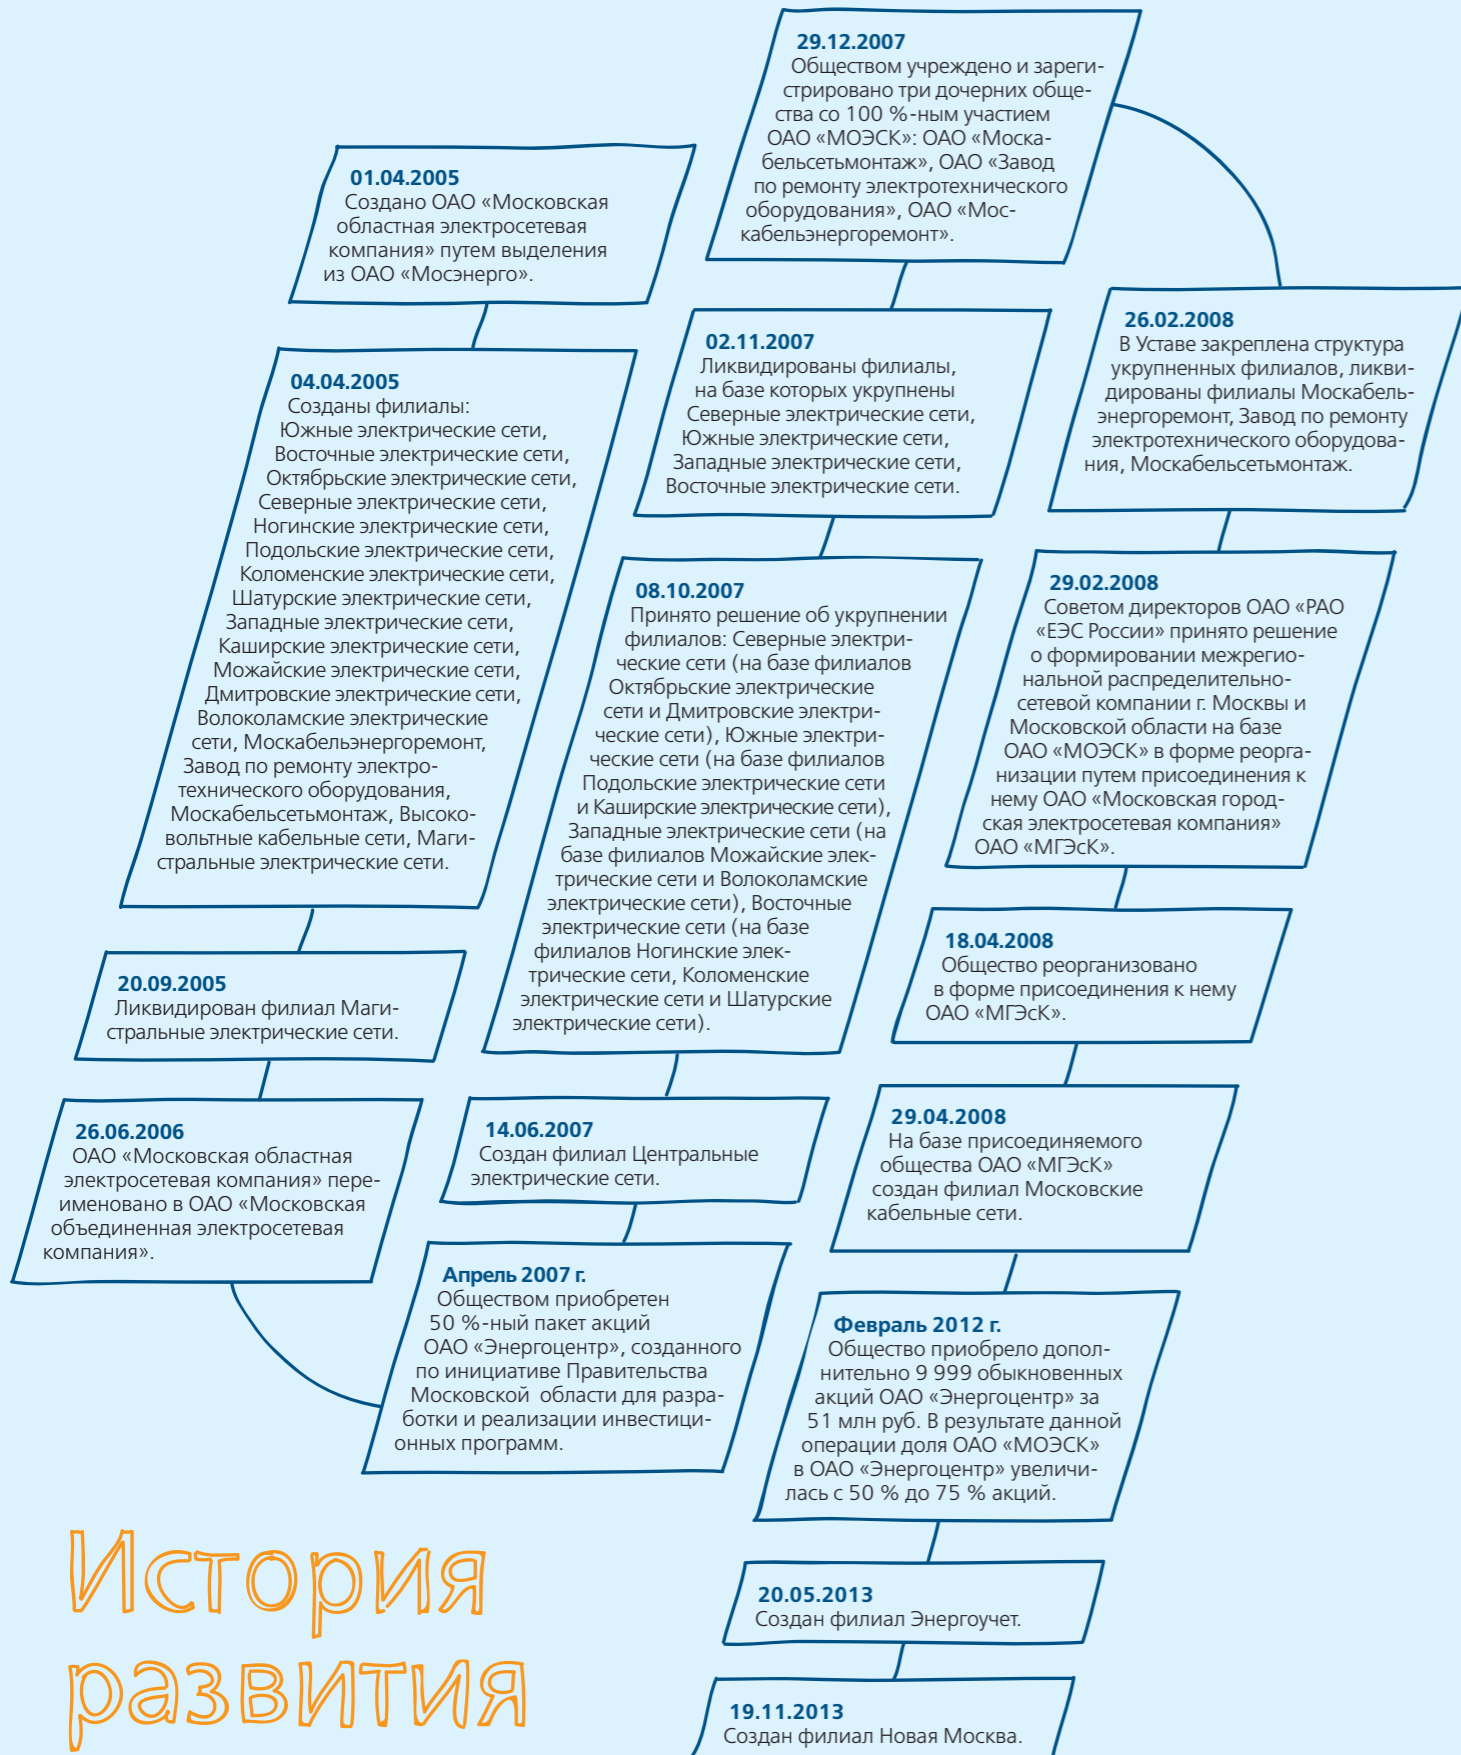 01.04.2005
Создано ОАО «Московская
областная электросетевая
компания» путем выделения
из ОАО «Мосэнерго».
04.04.2005
Созданы филиалы:
Южные электрические сети,
Восточные электрические сети,
Октябрьские электрические сети,
Северные электрические сети,
Ногинские электрические сети,
Подольские электрические сети,
Коломенские электрические сети,
Шатурские электрические сети,
Западные электрические сети,
Каширские электрические сети,
Можайские электрические сети,
Дмитровские электрические сети,
Волоколамские электрические
сети, Москабельэнергоремонт,
Завод по ремонту электро-
технического оборудования,
Москабельсетьмонтаж, Высоко-
вольтные кабельные сети, Маги-
стральные электрические сети.
20.09.2005
Ликвидирован филиал Маги-
стральные электрические сети.
26.06.2006
ОАО «Московская областная
электросетевая компания» пере-
именовано в ОАО «Московская
объединенная электросетевая
компания».
Апрель 2007 г.
Обществом приобретен
50 %-ный пакет акций
ОАО «Энергоцентр», созданного
по инициативе Правительства
Московской области для разра-
ботки и реализации инвестици-
онных программ.
14.06.2007
Создан филиал Центральные
электрические сети.
08.10.2007
Принято решение об укрупнении
филиалов: Северные электри-
ческие сети (на базе филиалов
Октябрьские электрические
сети и Дмитровские электри-
ческие сети), Южные электри-
ческие сети (на базе филиалов
Подольские электрические сети
и Каширские электрические сети),
Западные электрические сети (на
базе филиалов Можайские элек-
трические сети и Волоколамские
электрические сети), Восточные
электрические сети (на базе
филиалов Ногинские элек-
трические сети, Коломенские
электрические сети и Шатурские
электрические сети).
02.11.2007
Ликвидированы филиалы,
на базе которых укрупнены
Северные электрические сети,
Южные электрические сети,
Западные электрические сети,
Восточные электрические сети.
29.12.2007
Обществом учреждено и зареги-
стрировано три дочерних обще-
ства со 100 %-ным участием
ОАО «МОЭСК»: ОАО «Моска-
бельсетьмонтаж», ОАО «Завод
по ремонту электротехнического
оборудования», ОАО «Мос-
кабельэнергоремонт».
26.02.2008
В Уставе закреплена структура
укрупненных филиалов, ликви-
дированы филиалы Москабель-
энергоремонт, Завод по ремонту
электротехнического оборудова-
ния, Москабельсетьмонтаж.
29.02.2008
Советом директоров ОАО «РАО
«ЕЭС России» принято решение
о формировании межрегио-
нальной распределительно-
сетевой компании г. Москвы и
Московской области на базе
ОАО «МОЭСК» в форме реорга-
низации путем присоединения к
нему ОАО «Московская город-
ская электросетевая компания»
ОАО «МГЭсК».
18.04.2008
Общество реорганизовано
в форме присоединения к нему
ОАО «МГЭсК».
29.04.2008
На базе присоединяемого
общества ОАО «МГЭсК»
создан филиал Московские
кабельные сети.
Февраль 2012 г.
Общество приобрело допол-
нительно 9 999 обыкновенных
акций ОАО «Энергоцентр» за
51 млн руб. В результате данной
операции доля ОАО «МОЭСК»
в ОАО «Энергоцентр» увеличи-
лась с 50 % до 75 % акций.
20.05.2013
Создан филиал Энергоучет.
19.11.2013
Создан филиал Новая Москва.
История
развития